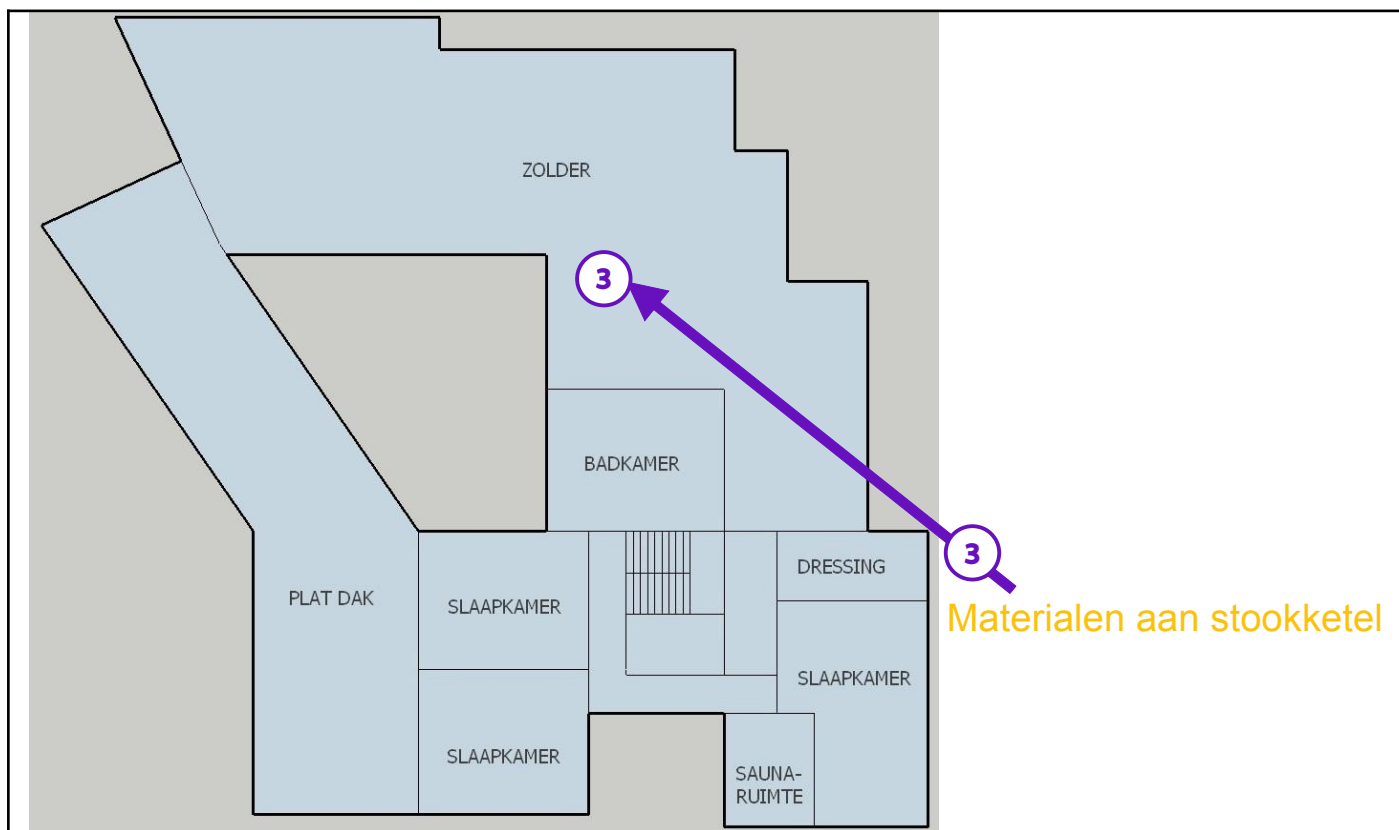 ZOLDER
3
BADKAMER
3
DRESSING
PLAT DAK
SLAAPKAMER
Materialen aan stookketel
SLAAPKAMER
SLAAPKAMER
SAUNA-
RUIMTE